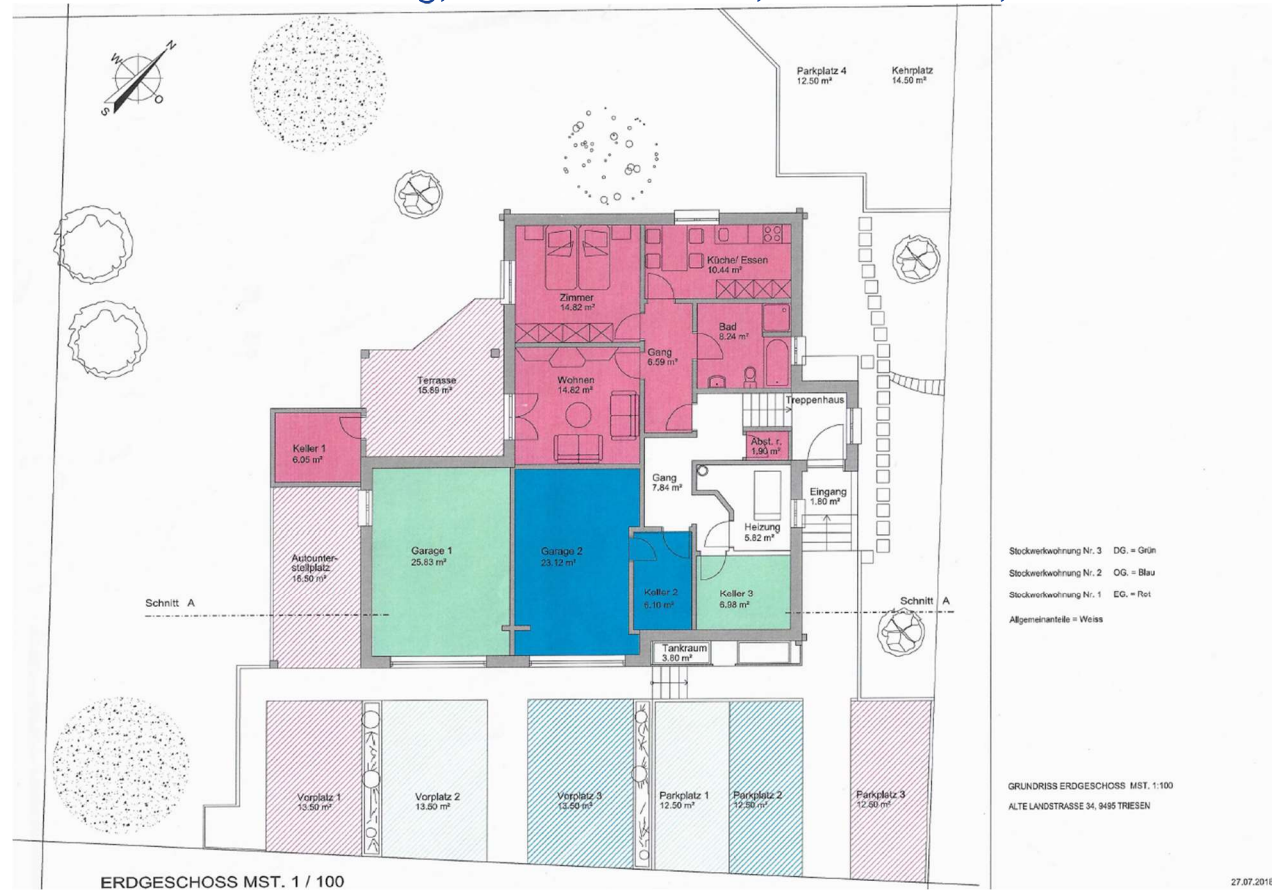 N
W
S
O
Parkplatz 4
12.50 m²
Kehrplatz
14.50 m²
Küche/ Essen
10.44 m²
Zimmer
14.82 m²
Bad
8.24 m²
Gang
6.59 m²
Terrasse
15.69 m²
Wohnen
14.82 m²
Treppenhaus
Keller 1
6.05 m²
Abst. r.
1.90 m²
Gang
7.84 m²
Eingang
1.80 m²
Heizung
5.82 m²
Autounter-
stellplatz
18.50 m²
Garage 1
25.83 m²
Garage 2
23.12 m²
Keller 2
6.10 m²
Keller 3
6.98 m²
Schnitt A
Schnitt A
Tankraum
3.80 m²
Stockwerkwohnung Nr. 3 DG. = Grün
Stockwerkwohnung Nr. 2 OG. = Blau
Stockwerkwohnung Nr. 1 EG. = Rot
Allgemeinanteile = Weiss
Vorplatz 1
13.50 m²
Vorplatz 2
13.50 m²
Vorplatz 3
13.50 m²
Parkplatz 1
12.50 m²
Parkplatz 2
12.50 m²
Parkplatz 3
12.50 m²
GRUNDRISS ERDGESCHOSS MST. 1:100
ALTE LANDSTRASSE 34, 9495 TRIESEN
ERDGESCHOSS MST. 1 / 100
27.07.2018